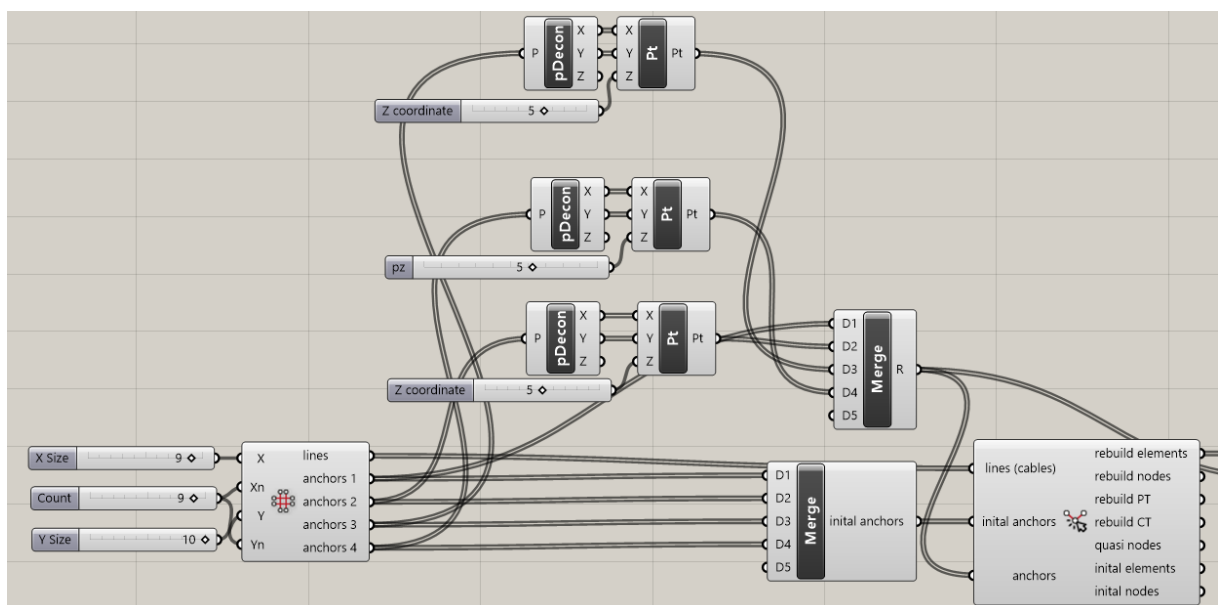 P pDecon X Y Z
X Y Z Pt Pt
Z coordinate 5
P pDecon X Y Z
X Y Z Pt Pt
pz 5
P pDecon X Y Z
X Y Z Pt Pt
Z coordinate 5
D1
D2
D3
D4
D5
Merge
R
X Size 9
Count 9
Y Size 10
X
Xn
Y
Yn
lines
anchors 1
anchors 2
anchors 3
anchors 4
D1
D2
D3
D4
D5
Merge
inital anchors
lines (cables)
inital anchors
anchors
rebuild elements
rebuild nodes
rebuild PT
rebuild CT
quasi nodes
inital elements
inital nodes